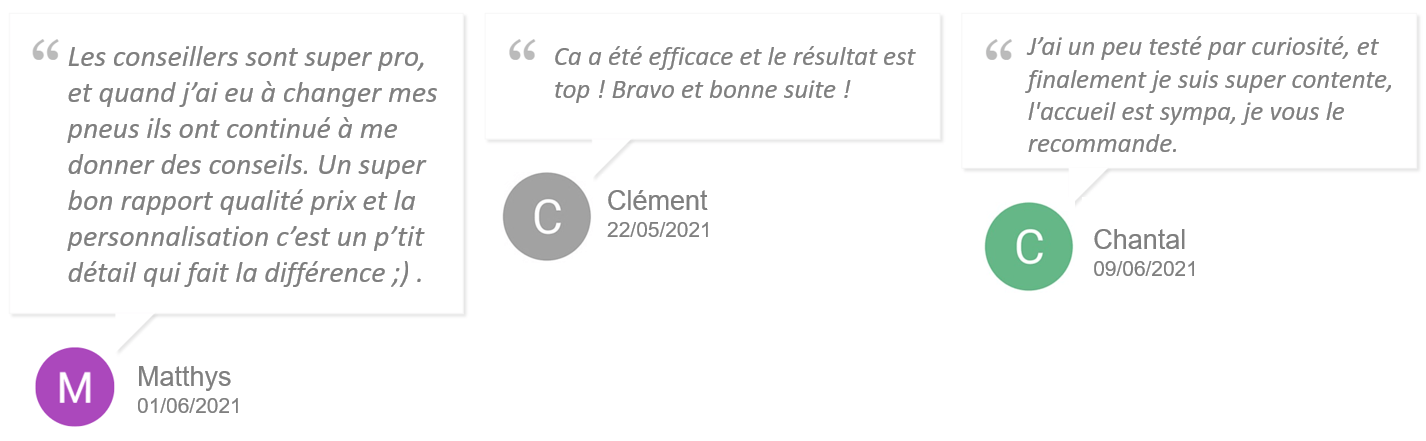 “ Les conseillers sont super pro,
et quand j’ai eu à changer mes
pneus ils ont continué à me
donner des conseils. Un super
bon rapport qualité prix et la
personnalisation c’est un p’tit
détail qui fait la différence ;) .
M
Matthys
01/06/2021
“ Ca a été efficace et le résultat est
top ! Bravo et bonne suite !
C
Clément
22/05/2021
“ J’ai un peu testé par curiosité, et
finalement je suis super contente,
l'accueil est sympa, je vous le
recommande.
C
Chantal
09/06/2021